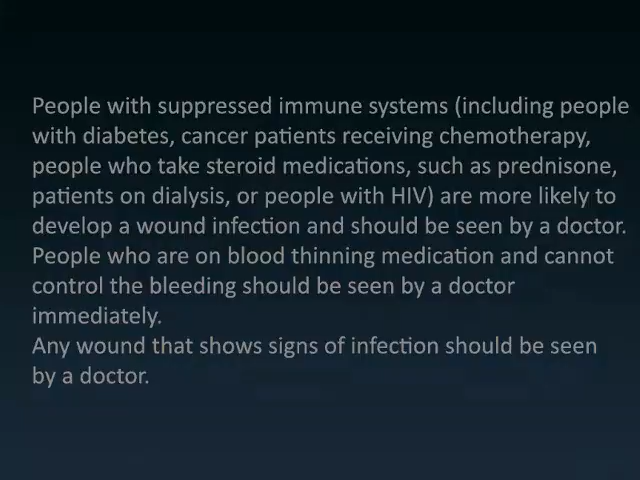 People with suppressed immune systems (including people
with diabetes, cancer patients receiving chemotherapy,
people who take steroid medications, such as prednisone,
patients on dialysis, or people with HIV) are more likely to
develop a wound infection and should be seen by a doctor.
People who are on blood thinning medication and cannot
control the bleeding should be seen by a doctor
immediately.
Any wound that shows signs of infection should be seen
by a doctor.